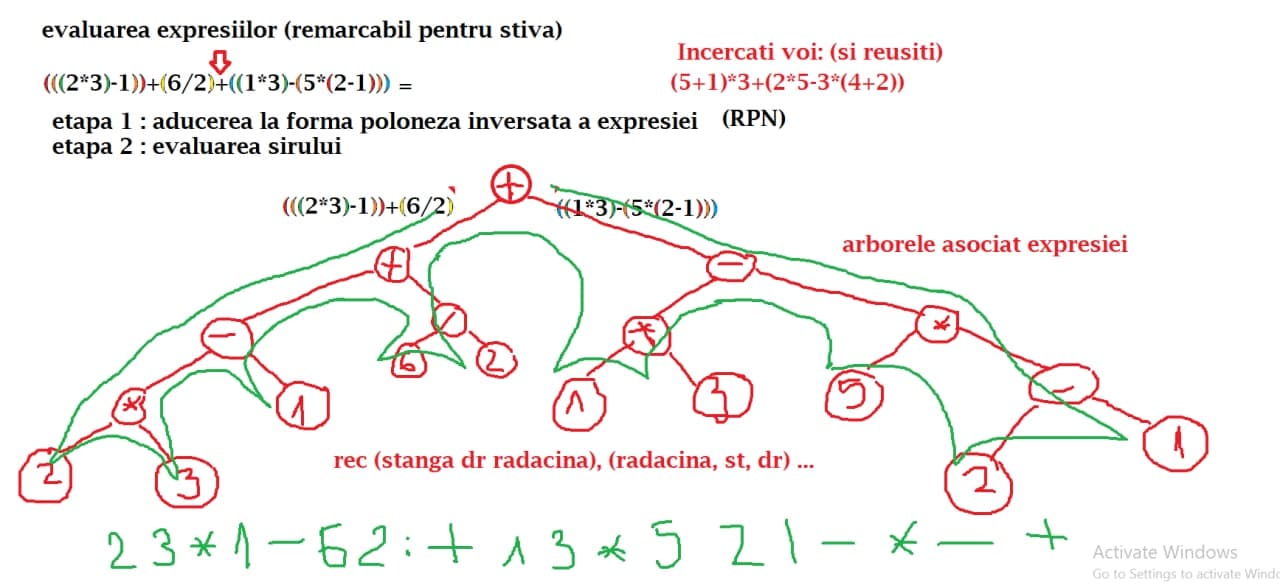 evaluarea expresiilor (remarcabil pentru stiva)
Incercati voi: (si reusiti)
(((2*3)-1))+(6/2)+((1*3)-(5*(2-1))) =
(5+1)*3+(2*5-3*(4+2))
etapa 1 : aducerea la forma poloneza inversata a expresiei (RPN)
etapa 2 : evaluarea sirului
+
(((2*3)-1))+(6/2)
((1*3)-(5*(2-1)))
arborele asociat expresiei
+ -
- / * *
* 1 6 2 1 3 5 -
2 3 2 1
rec (stanga dr radacina), (radacina, st, dr) ...
2 3 * 1 - 6 2 : + 1 3 * 5 2 1 - * - +
Activate Windows
Go to Settings to activate Wind